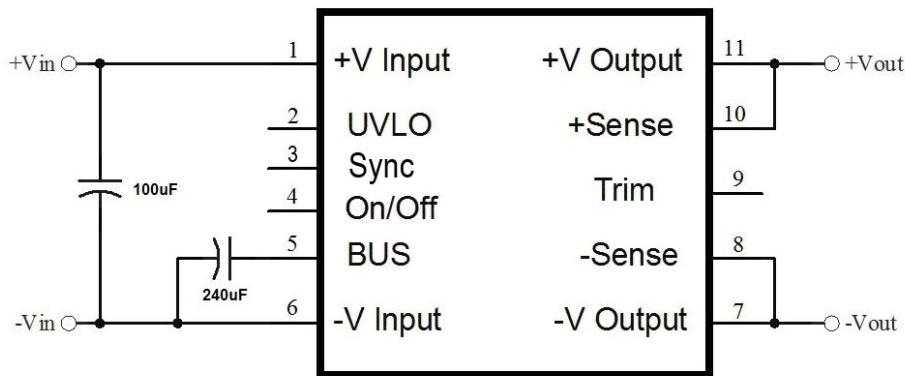 +Vin
1
+V Input
+V Output
11
+Vout
2
UVLO
+Sense
10
3
Sync
100uF
Trim
9
4
On/Off
5
BUS
-Sense
8
240uF
-Vin
6
-V Input
-V Output
7
-Vout